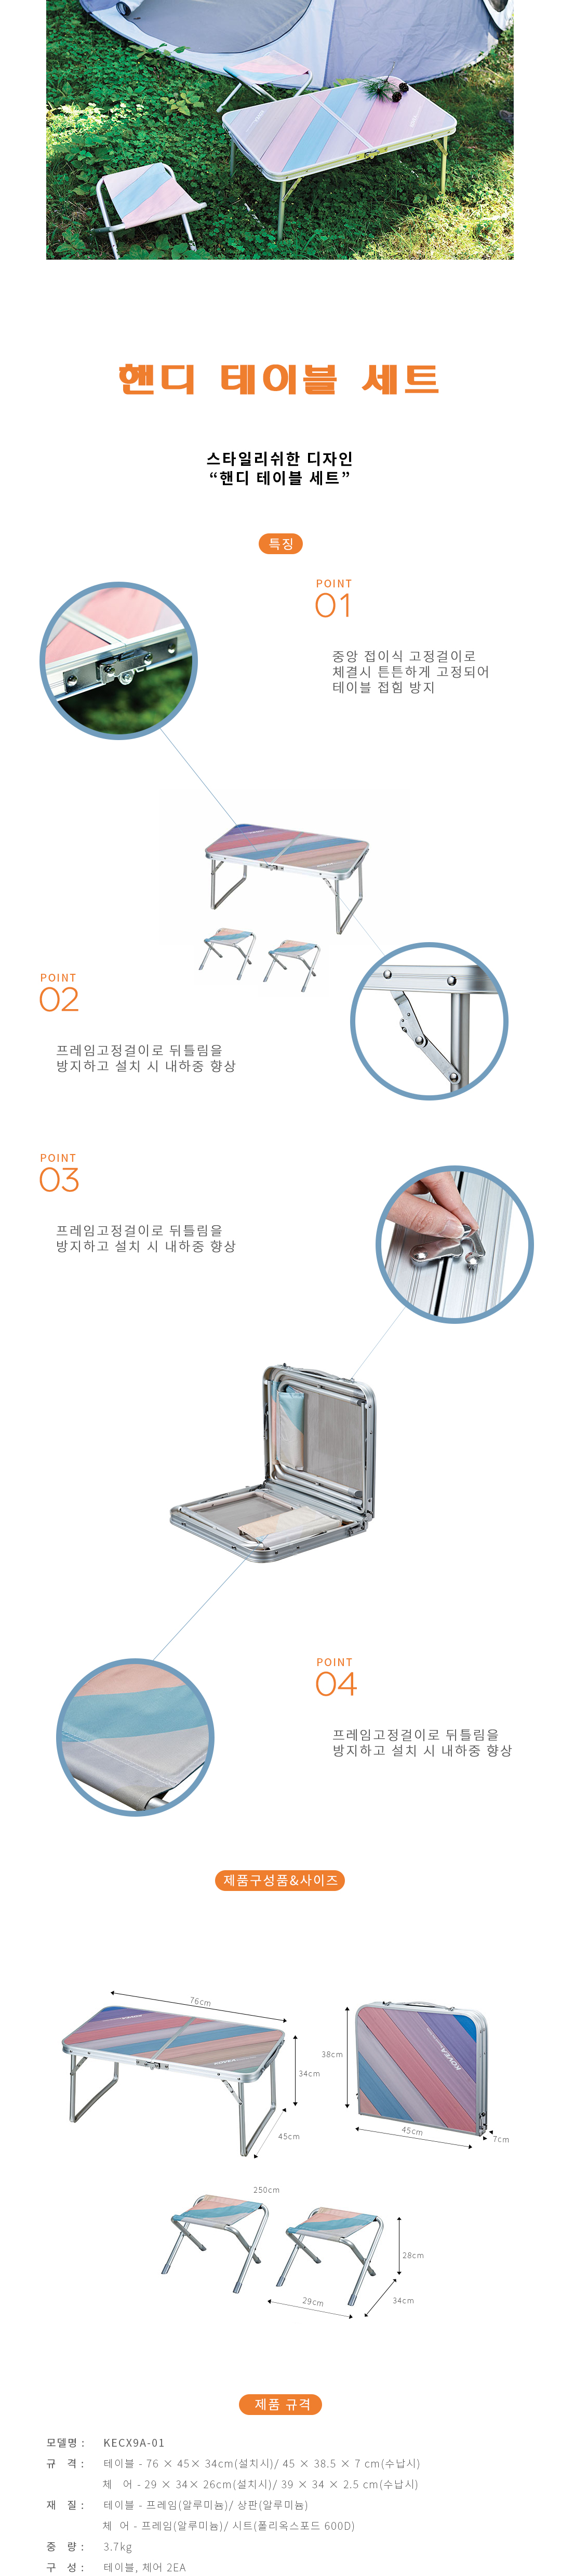 핸디 테이블 세트
스타일리쉬한 디자인
“핸디 테이블 세트”
특징
POINT
01
중앙 접이식 고정걸이로
체결시 튼튼하게 고정되어
테이블 접힘 방지
POINT
02
프레임고정걸이로 뒤틀림을
방지하고 설치 시 내하중 향상
POINT
03
프레임고정걸이로 뒤틀림을
방지하고 설치 시 내하중 향상
POINT
04
프레임고정걸이로 뒤틀림을
방지하고 설치 시 내하중 향상
제품구성품&사이즈
76cm
34cm
45cm
38cm
KOVEA
45cm
7cm
250cm
28cm
29cm
34cm
제품 규격
모델명 : KECX9A-01
규 격 : 테이블 - 76 × 45× 34cm(설치시)/ 45 × 38.5 × 7 cm(수납시)
체 어 - 29 × 34× 26cm(설치시)/ 39 × 34 × 2.5 cm(수납시)
재 질 : 테이블 - 프레임(알루미늄)/ 상판(알루미늄)
체 어 - 프레임(알루미늄)/ 시트(폴리옥스포드 600D)
중 량 : 3.7kg
구 성 : 테이블, 체어 2EA